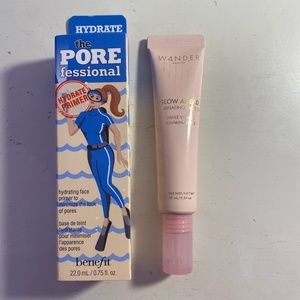 HYDRATE
the
PORE
fessional
HYDRATE
PRIMER
hydrating face
primer to
minimize the look
of pores
base de teint
hydratante
pour minimiser
l'apparence
des pores
benefit
22.0 mL / 0.75 fl. oz.
WANDER
BEAUTY
GLOW